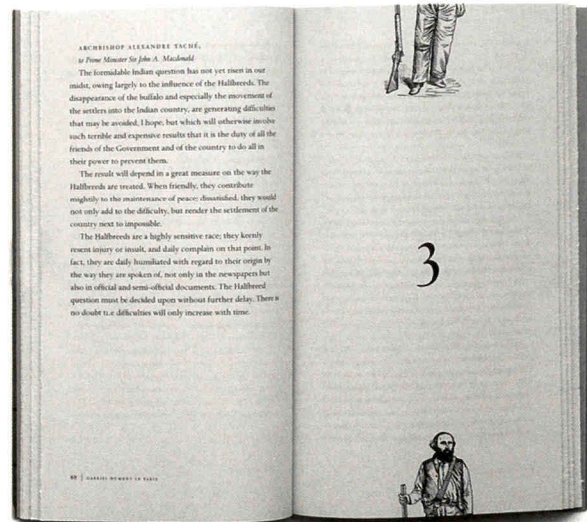 ARCHBISHOP ALEXANDRE TACHÉ,
to Prime Minister Sir John A. Macdonald
The formidable Indian question has not yet risen in our
midst, owing largely to the influence of the Halfbreeds. The
disappearance of the buffalo and especially the movement of
the settlers into the Indian country, are generating difficulties
that may be avoided, I hope, but which will otherwise involve
such terrible and expensive results that it is the duty of all the
friends of the Government and of the country to do all in
their power to prevent them.
The result will depend in a great measure on the way the
Halfbreeds are treated. When friendly, they contribute
mightily to the maintenance of peace; dissatisfied, they would
not only add to the difficulty, but render the settlement of the
country next to impossible.
The Halfbreeds are a highly sensitive race; they keenly
resent injury or insult, and daily complain on that point. In
fact, they are daily humiliated with regard to their origin by
the way they are spoken of, not only in the newspapers but
also in official and semi-official documents. The Halfbreed
question must be decided upon without further delay. There is
no doubt the difficulties will only increase with time.
GABRIEL DUMONT IN PARIS
3